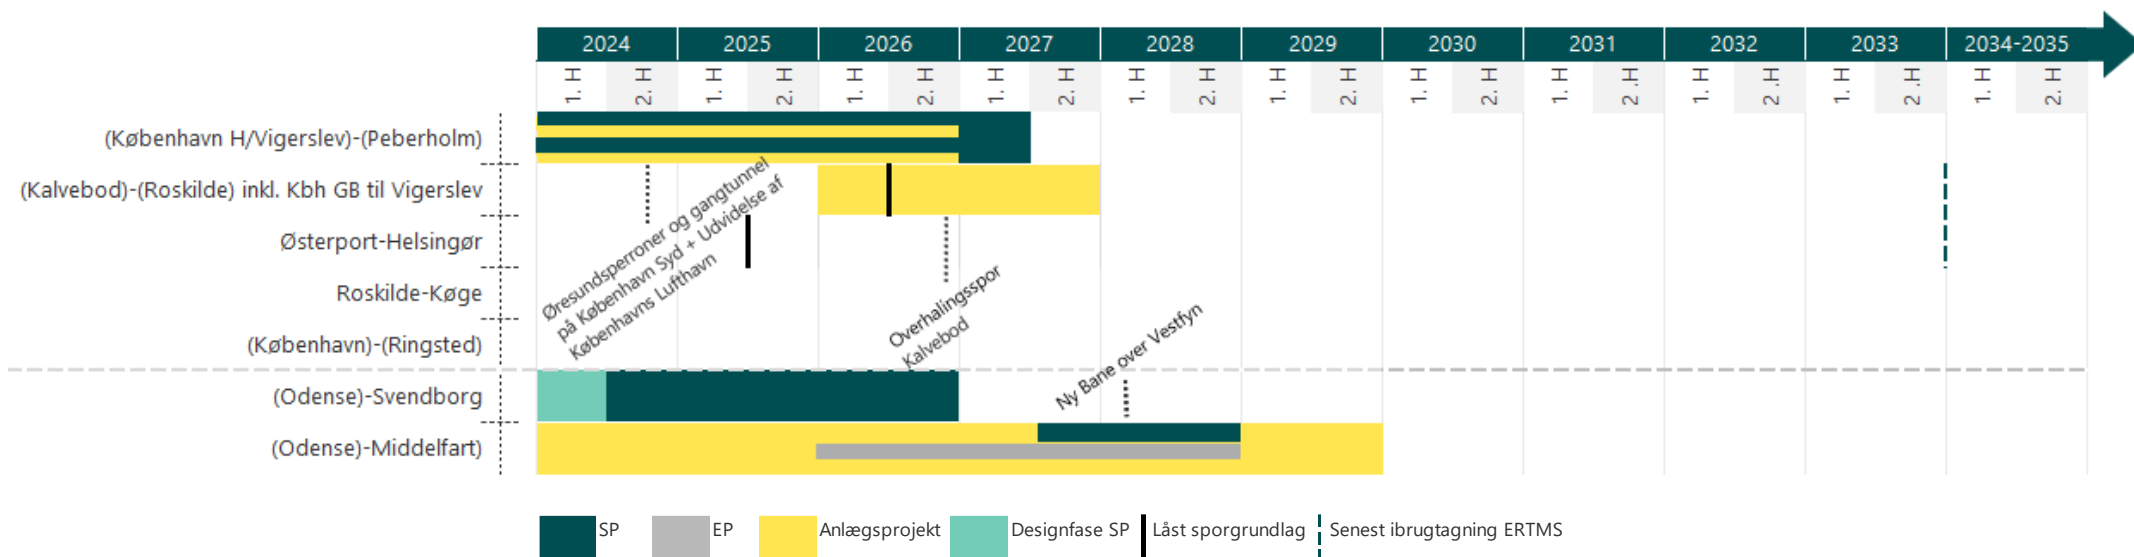 2024 2025 2026 2027 2028 2029 2030 2031 2032 2033 2034-2035
1. H 2. H 1. H 2. H 1. H 2. H 1. H 2. H 1. H 2. H 1. H 2. H 1. H 2. H 1. H 2 .H 1. H 2. H 1. H 2 .H 1. H 2. H
(København H/Vigerslev)-(Peberholm)
(Kalvebod)-(Roskilde) inkl. Kbh GB til Vigerslev
Østerport-Helsingør
Roskilde-Køge
(København)-(Ringsted)
(Odense)-Svendborg
(Odense)-Middelfart)
Øresundsperroner og gangtunnel
på København Syd + Udvidelse af
Københavns Lufthavn
Overhalingsspor
Kalvebod
Ny Bane over Vestfyn
SP EP Anlægsprojekt Designfase SP Låst sporgrundlag Senest ibrugtagning ERTMS